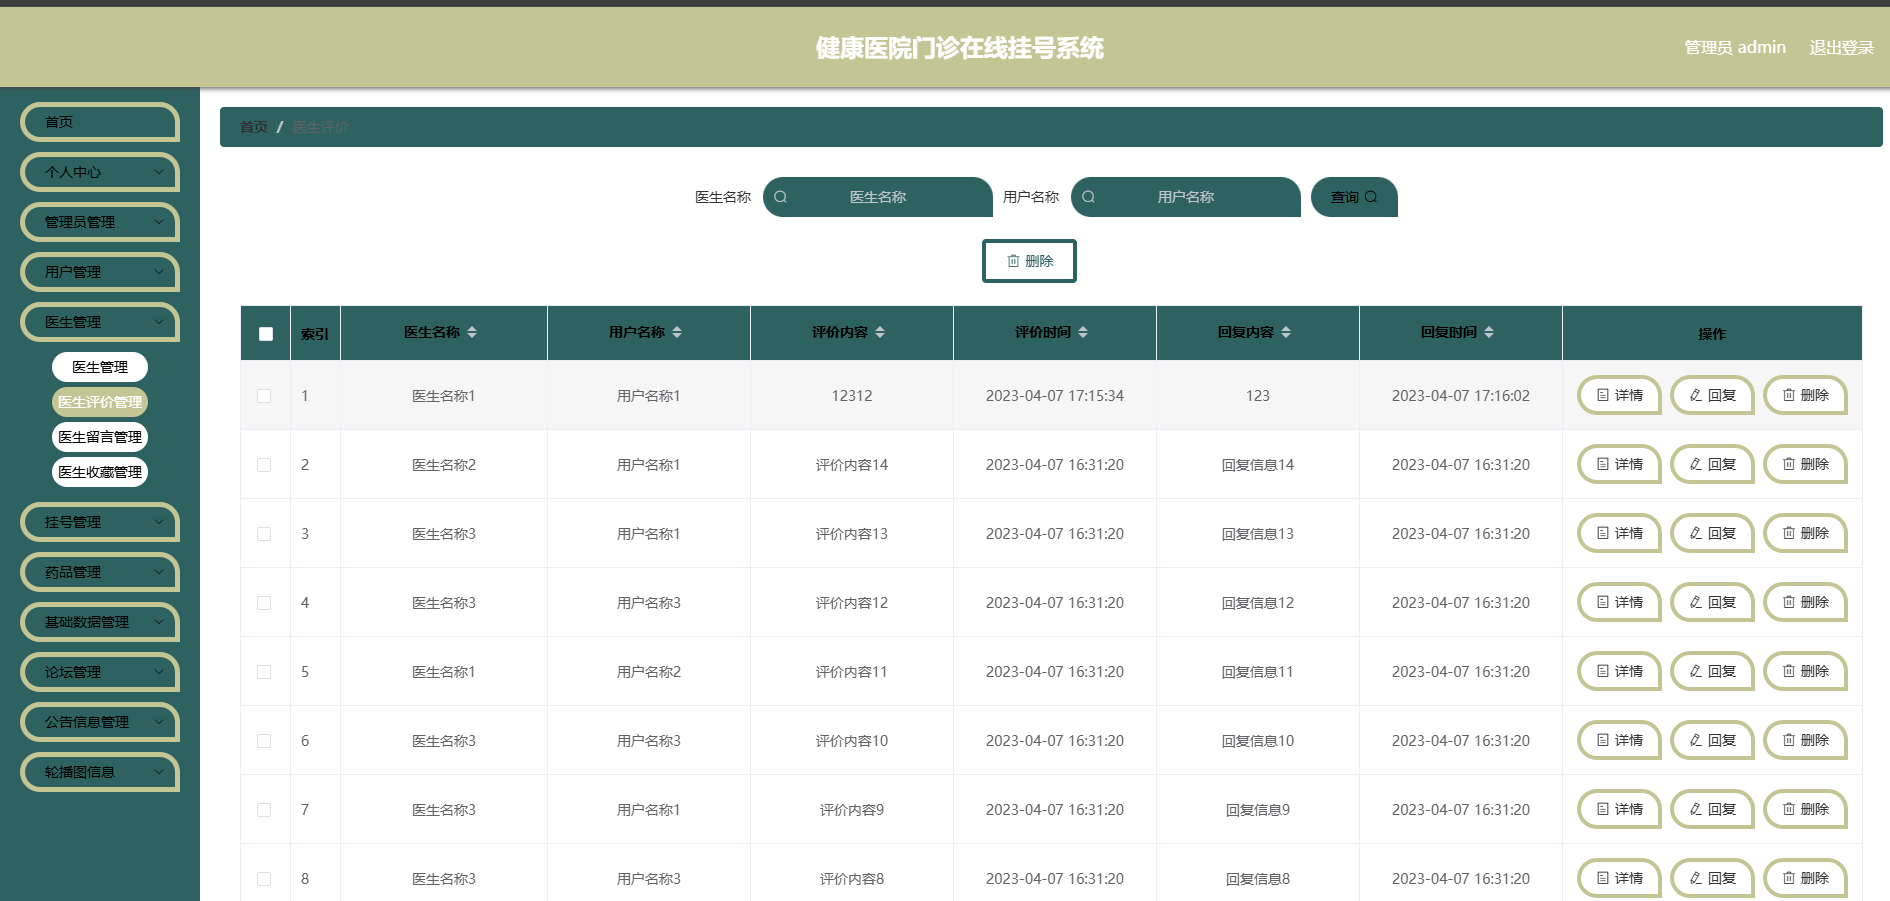 健康医院门诊在线挂号系统
管理员 admin 退出登录
首页
个人中心
管理员管理
用户管理
医生管理
医生管理
医生评价管理
医生留言管理
医生收藏管理
挂号管理
药品管理
基础数据管理
论坛管理
公告信息管理
轮播图信息
首页 / 医生评价
医生名称 医生名称 用户名称 用户名称 查询
删除
索引 医生名称 用户名称 评价内容 评价时间 回复内容 回复时间 操作
1 医生名称1 用户名称1 12312 2023-04-07 17:15:34 123 2023-04-07 17:16:02 详情 回复 删除
2 医生名称2 用户名称1 评价内容14 2023-04-07 16:31:20 回复信息14 2023-04-07 16:31:20 详情 回复 删除
3 医生名称3 用户名称1 评价内容13 2023-04-07 16:31:20 回复信息13 2023-04-07 16:31:20 详情 回复 删除
4 医生名称3 用户名称3 评价内容12 2023-04-07 16:31:20 回复信息12 2023-04-07 16:31:20 详情 回复 删除
5 医生名称1 用户名称2 评价内容11 2023-04-07 16:31:20 回复信息11 2023-04-07 16:31:20 详情 回复 删除
6 医生名称3 用户名称3 评价内容10 2023-04-07 16:31:20 回复信息10 2023-04-07 16:31:20 详情 回复 删除
7 医生名称3 用户名称1 评价内容9 2023-04-07 16:31:20 回复信息9 2023-04-07 16:31:20 详情 回复 删除
8 医生名称3 用户名称3 评价内容8 2023-04-07 16:31:20 回复信息8 2023-04-07 16:31:20 详情 回复 删除